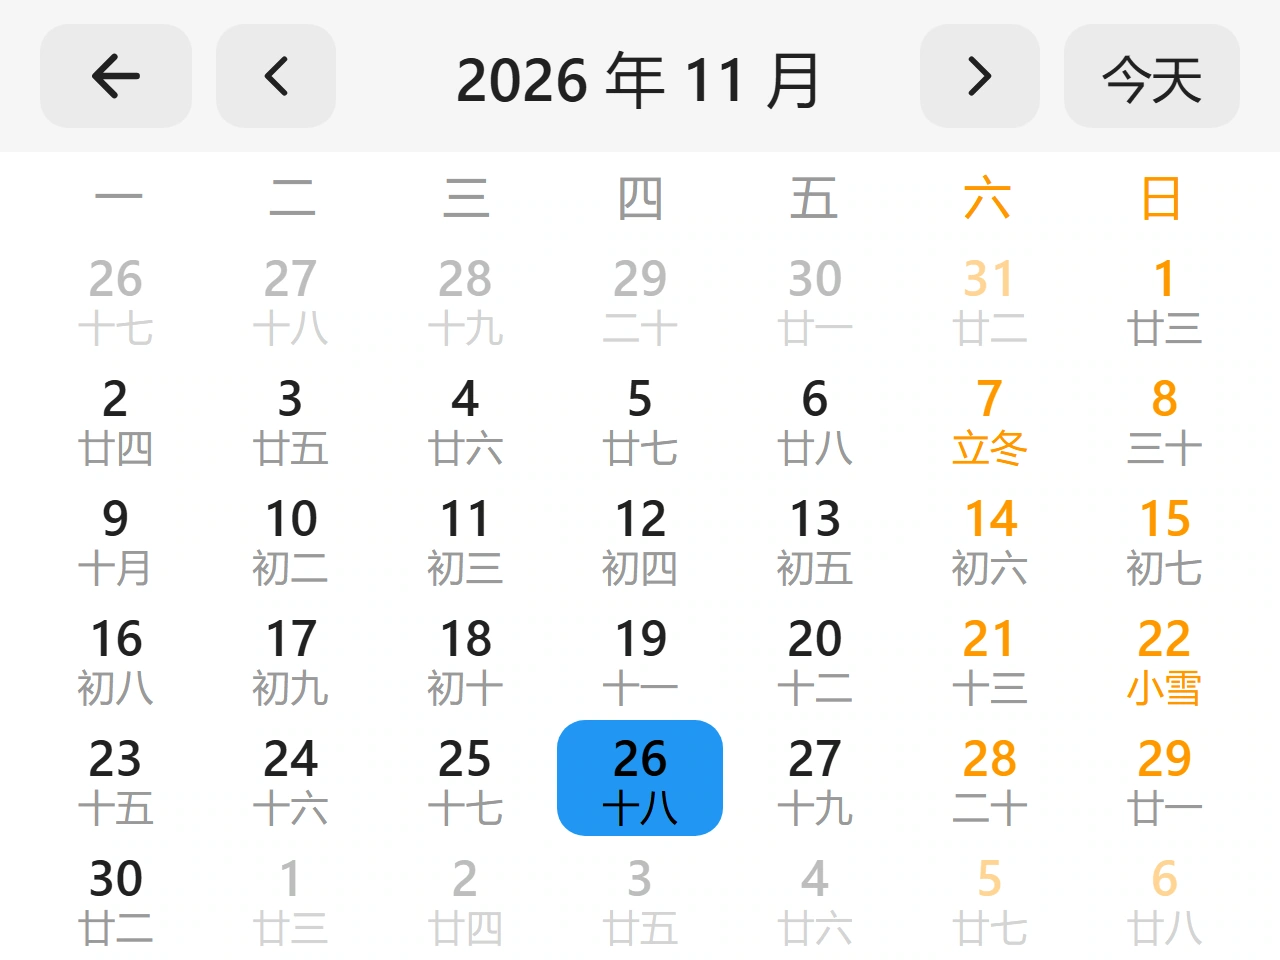 2026 年 11 月 今天
一 二 三 四 五 六 日
26 27 28 29 30 31 1
十七 十八 十九 二十 廿一 廿二 廿三
2 3 4 5 6 7 8
廿四 廿五 廿六 廿七 廿八 立冬 三十
9 10 11 12 13 14 15
十月 初二 初三 初四 初五 初六 初七
16 17 18 19 20 21 22
初八 初九 初十 十一 十二 十三 小雪
23 24 25 26 27 28 29
十五 十六 十七 十八 十九 二十 廿一
30 1 2 3 4 5 6
廿二 廿三 廿四 廿五 廿六 廿七 廿八